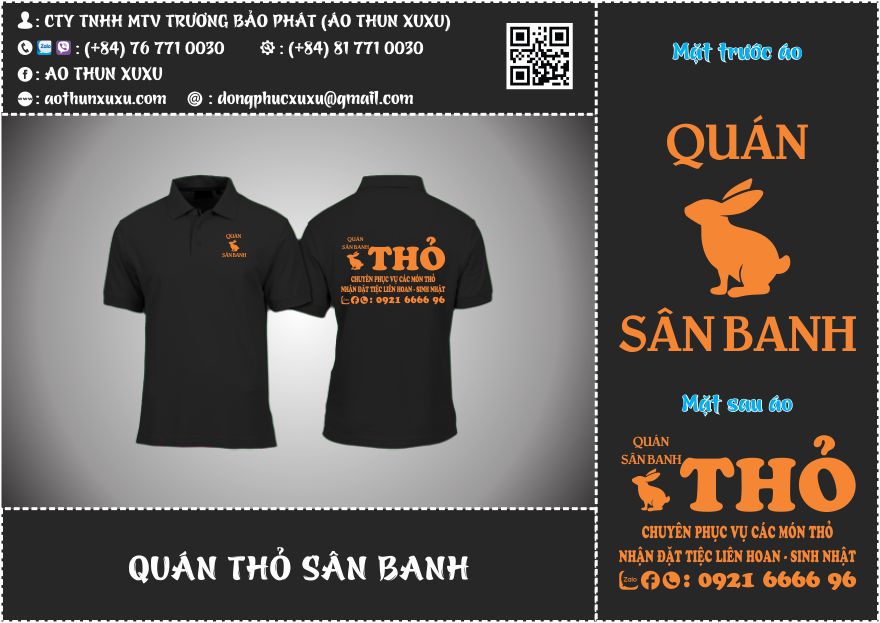 : CTY TNHH MTV TRƯƠNG BẢO PHÁT (ÁO THUN XUXU)
Zalo : (+84) 76 771 0030 : (+84) 81 771 0030
f : AO THUN XUXU
www : aothunxuxu.com @ : dongphucxuxu@gmail.com
QUÁN
SÂN BANH
QUÁN
SÂN BANH
THỎ
CHUYÊN PHỤC VỤ CÁC MÓN THỎ
NHẬN ĐẶT TIỆC LIÊN HOAN - SINH NHẬT
: 0921 6666 96
QUÁN THỎ SÂN BANH
Mặt trước áo
QUÁN
SÂN BANH
Mặt sau áo
QUÁN
SÂN BANH
THỎ
CHUYÊN PHỤC VỤ CÁC MÓN THỎ
NHẬN ĐẶT TIỆC LIÊN HOAN - SINH NHẬT
Zalo f : 0921 6666 96